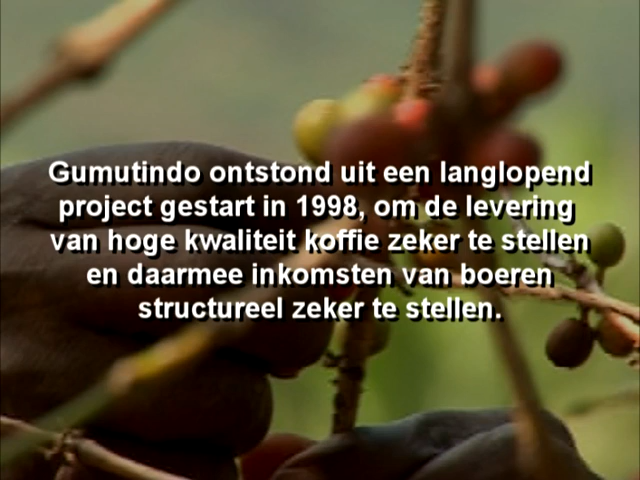 Gumutindo ontstond uit een langlopend
project gestart in 1998, om de levering
van hoge kwaliteit koffie zeker te stellen
en daarmee inkomsten van boeren
structureel zeker te stellen.